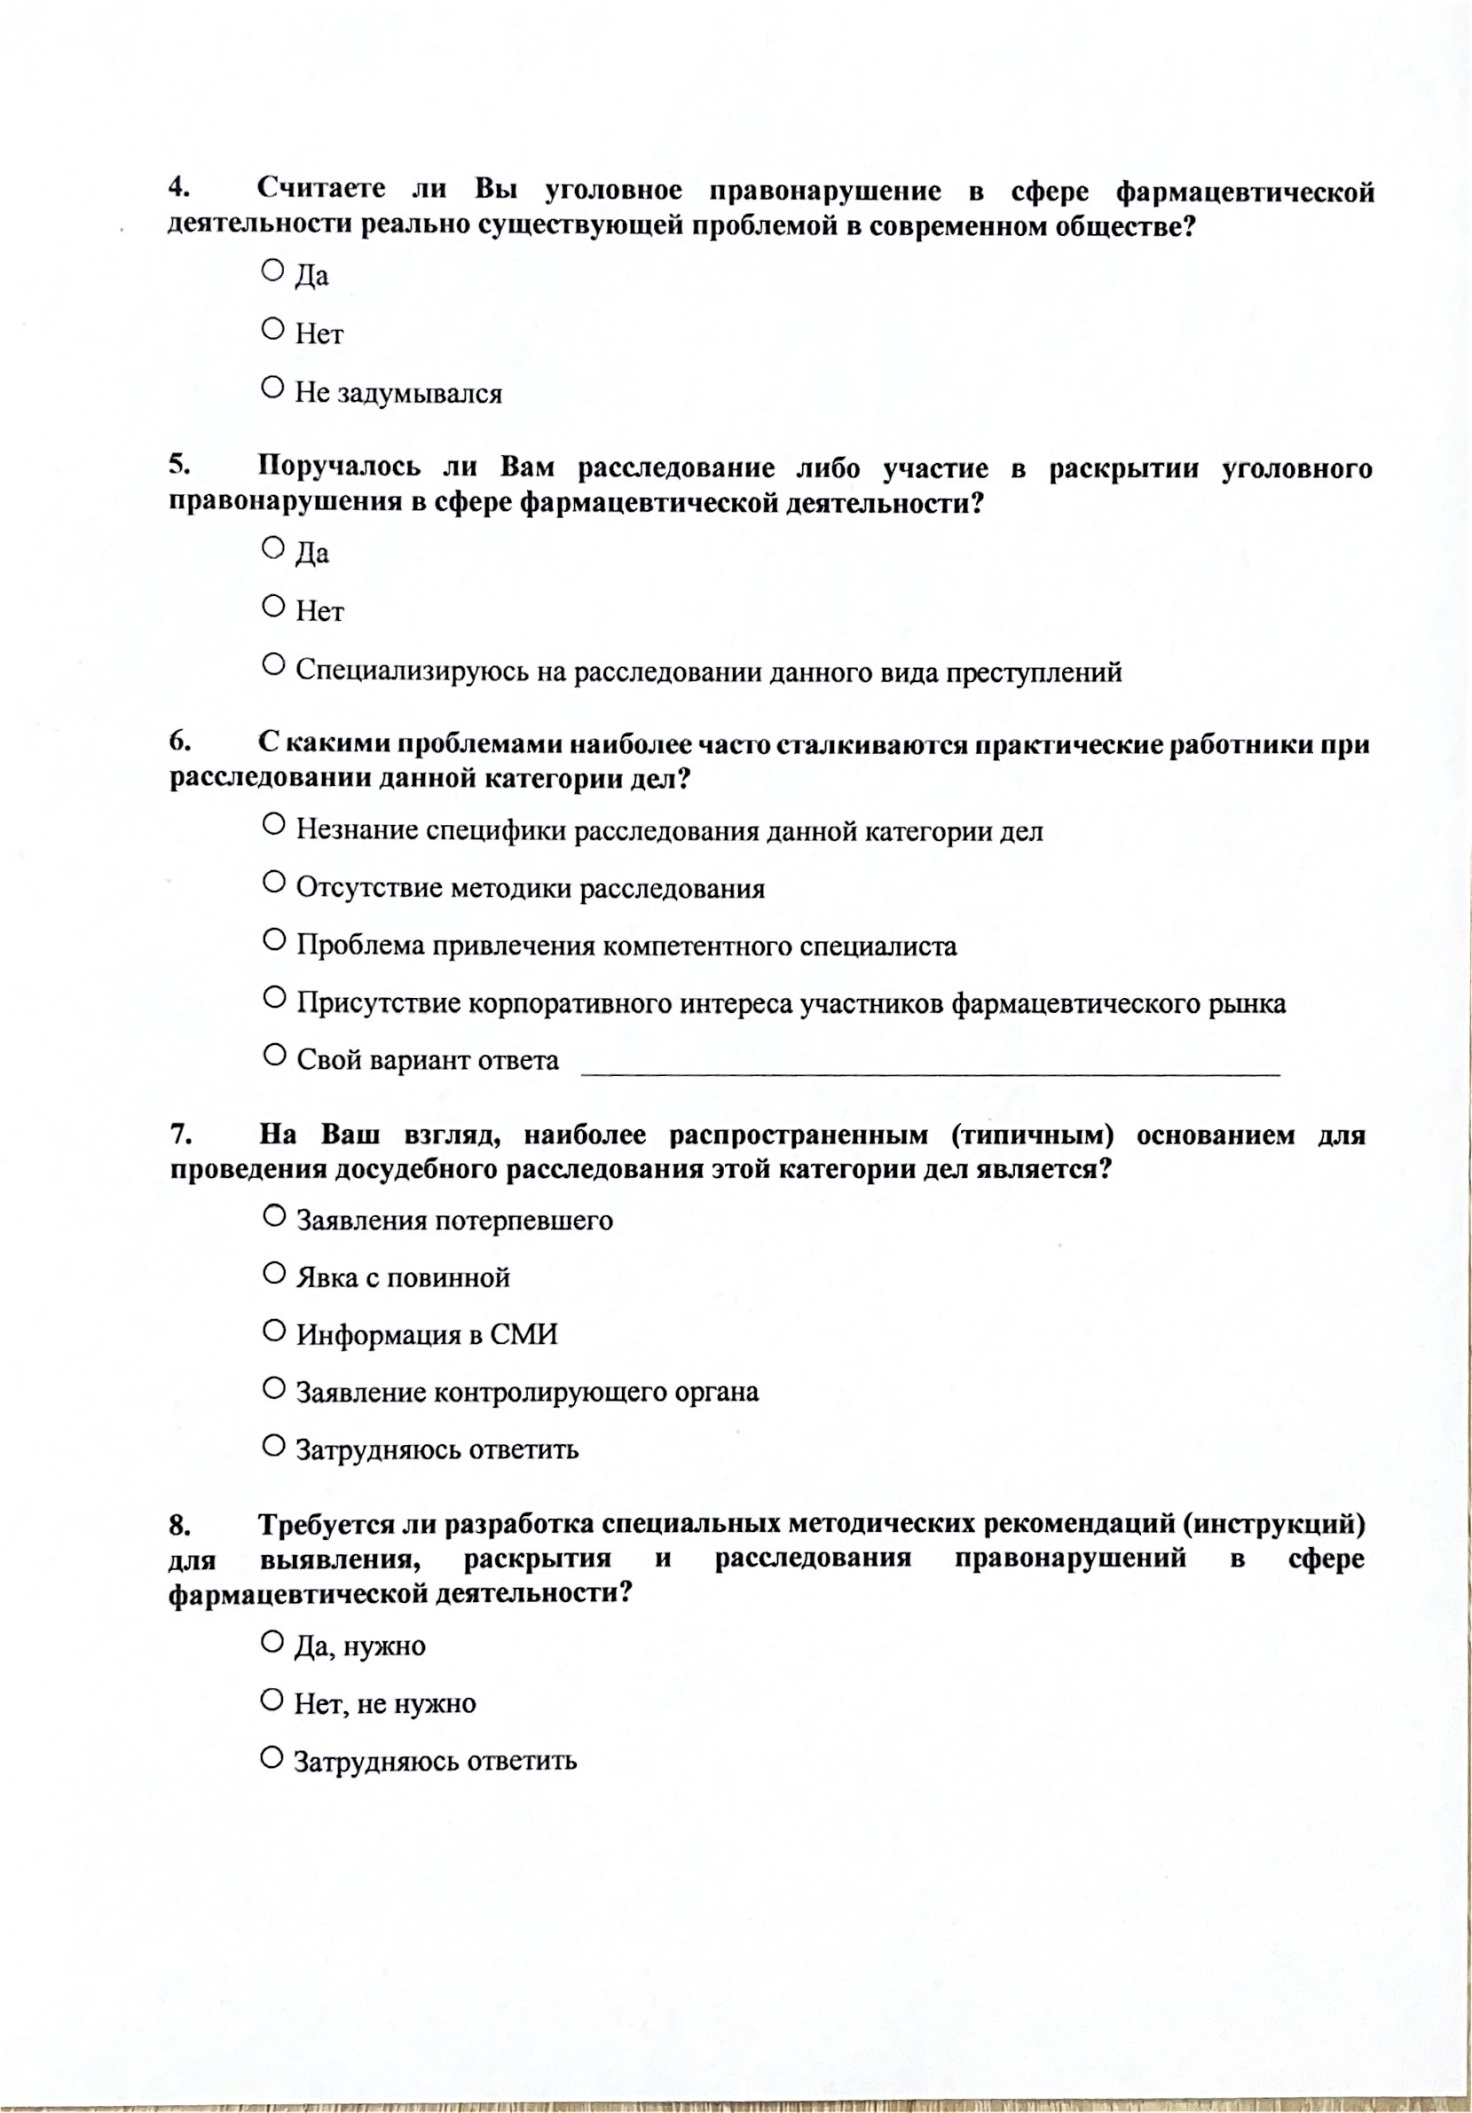 4. Считаете ли Вы уголовное правонарушение в сфере фармацевтической
деятельности реально существующей проблемой в современном обществе?
Да
Нет
Не задумывался
5. Поручалось ли Вам расследование либо участие в раскрытии уголовного
правонарушения в сфере фармацевтической деятельности?
Да
Нет
Специализируюсь на расследовании данного вида преступлений
6. С какими проблемами наиболее часто сталкиваются практические работники при
расследовании данной категории дел?
Незнание специфики расследования данной категории дел
Отсутствие методики расследования
Проблема привлечения компетентного специалиста
Присутствие корпоративного интереса участников фармацевтического рынка
Свой вариант ответа
7. На Ваш взгляд, наиболее распространенным (типичным) основанием для
проведения досудебного расследования этой категории дел является?
Заявления потерпевшего
Явка с повинной
Информация в СМИ
Заявление контролирующего органа
Затрудняюсь ответить
8. Требуется ли разработка специальных методических рекомендаций (инструкций)
для выявления, раскрытия и расследования правонарушений в сфере
фармацевтической деятельности?
Да, нужно
Нет, не нужно
Затрудняюсь ответить